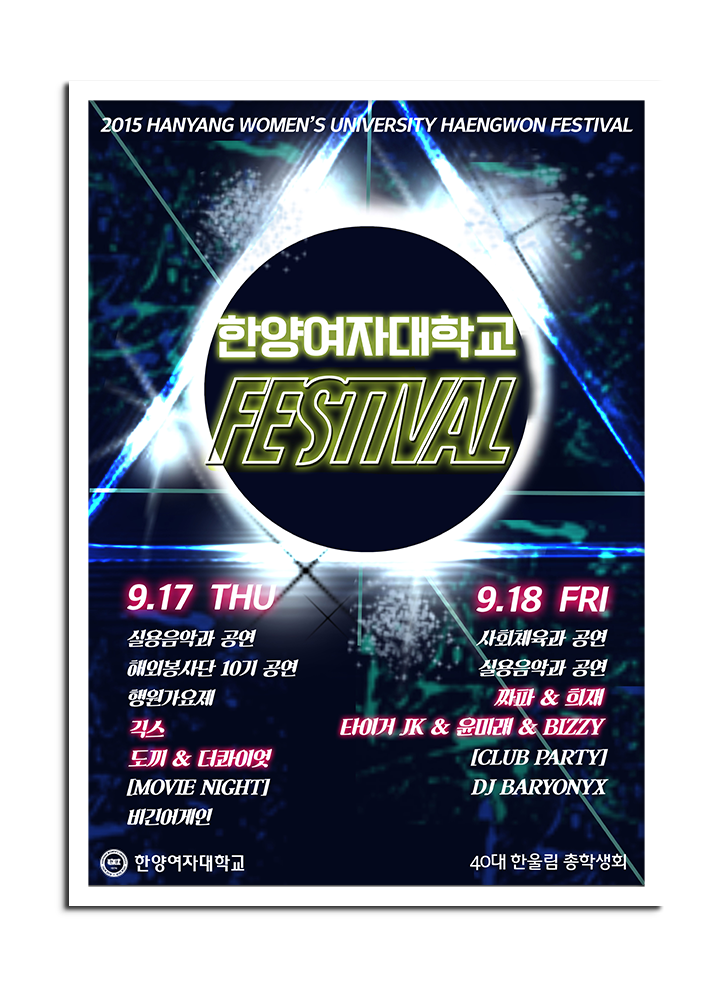 2015 HANYANG WOMEN'S UNIVERSITY HAENGWON FESTIVAL
한양여자대학교
FESTIVAL
9.17 THU
실용음악과 공연
해외봉사단 10기 공연
행원가요제
긱스
도끼 & 더콰이엇
[MOVIE NIGHT]
비긴어게인
9.18 FRI
사회체육과 공연
실용음악과 공연
짜파 & 희재
타이거 JK & 윤미래 & BIZZY
[CLUB PARTY]
DJ BARYONYX
한양여자대학교
40대 한울림 총학생회